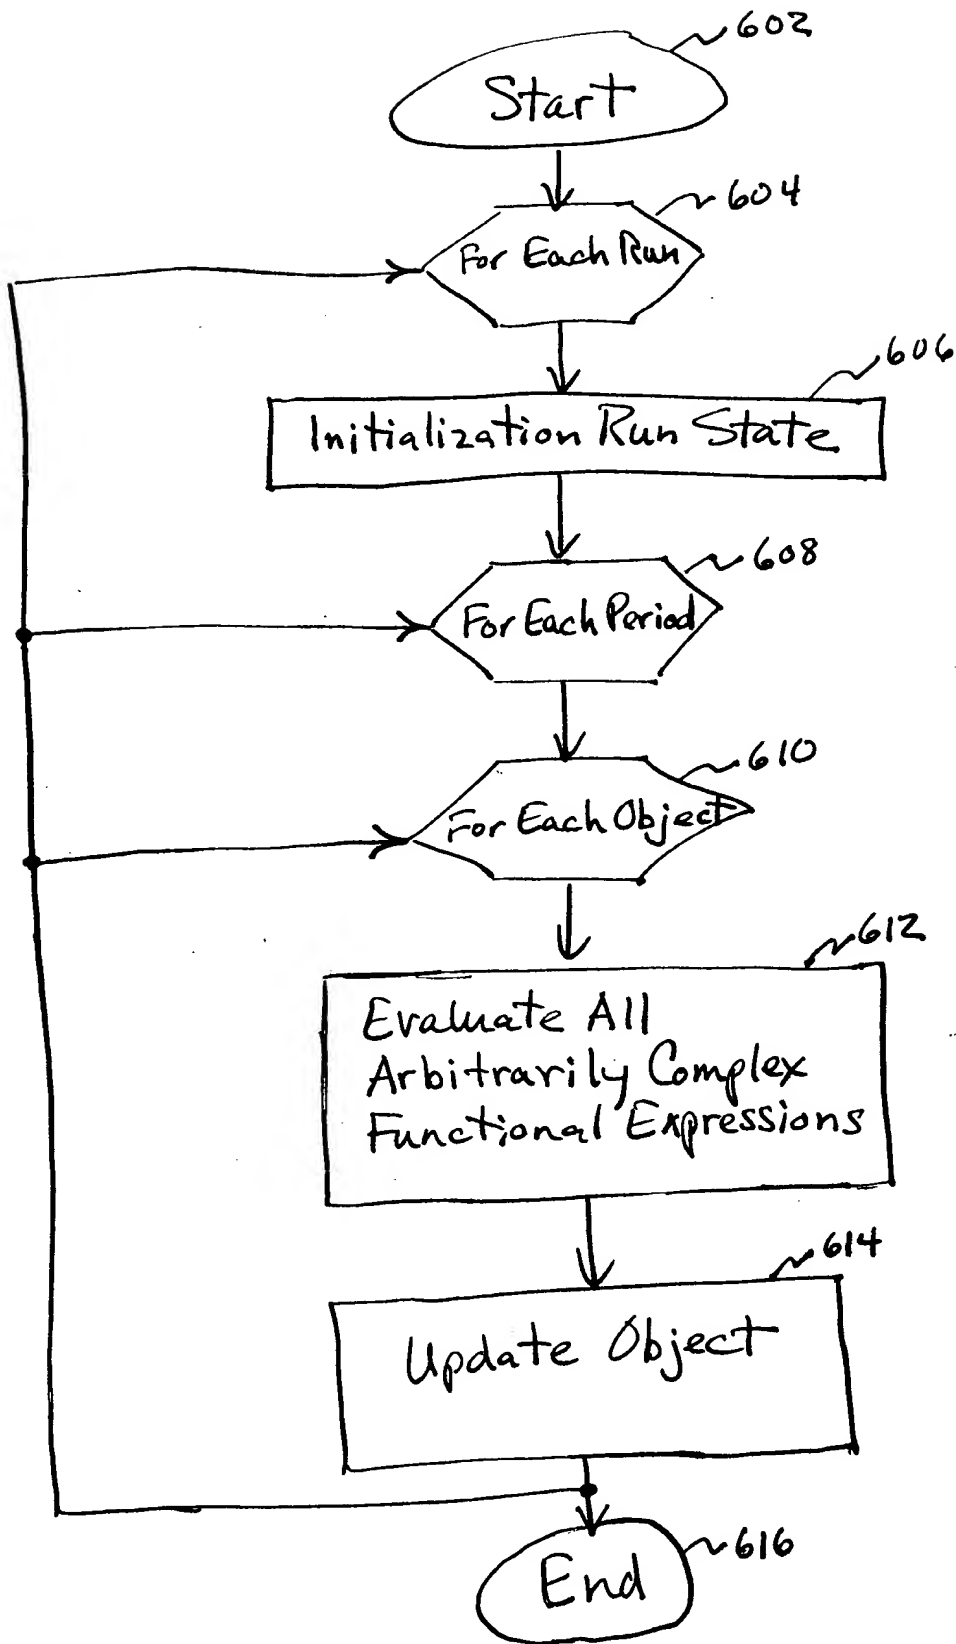 602
Start
604
For Each Run
606
Initialization Run State
608
For Each Period
610
For Each Object
612
Evaluate All
Arbitrarily Complex
Functional Expressions
614
Update Object
616
End